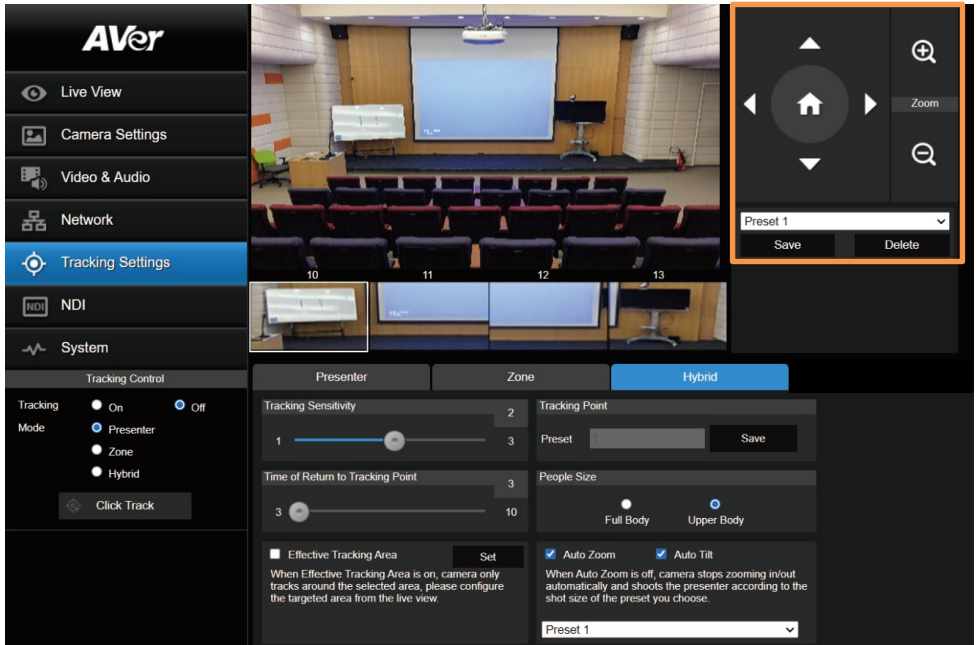 AVer
Live View
Camera Settings
Video & Audio
Network
Tracking Settings
NDI NDI
System
Tracking Control
Tracking On Off
Mode Presenter
Zone
Hybrid
Click Track
10 11 12 13
Zoom
Preset 1
Save Delete
Presenter Zone Hybrid
Tracking Sensitivity 2
1 3
Time of Return to Tracking Point 3
3 10
Effective Tracking Area Set
When Effective Tracking Area is on, camera only
tracks around the selected area, please configure
the targeted area from the live view.
Tracking Point
Preset 1 Save
People Size
Full Body Upper Body
Auto Zoom Auto Tilt
When Auto Zoom is off, camera stops zooming in/out
automatically and shoots the presenter according to the
shot size of the preset you choose.
Preset 1